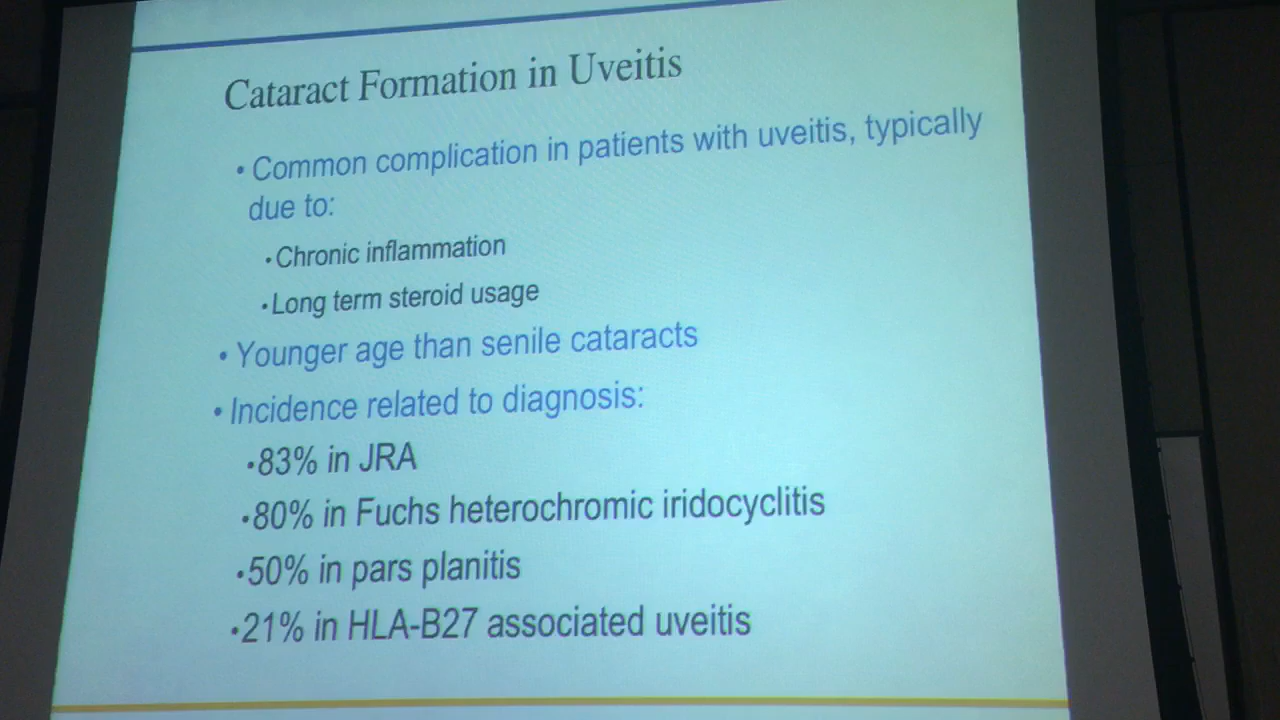 Cataract Formation in Uveitis
• Common complication in patients with uveitis, typically
due to:
• Chronic inflammation
• Long term steroid usage
• Younger age than senile cataracts
• Incidence related to diagnosis:
• 83% in JRA
• 80% in Fuchs heterochromic iridocyclitis
• 50% in pars planitis
• 21% in HLA-B27 associated uveitis